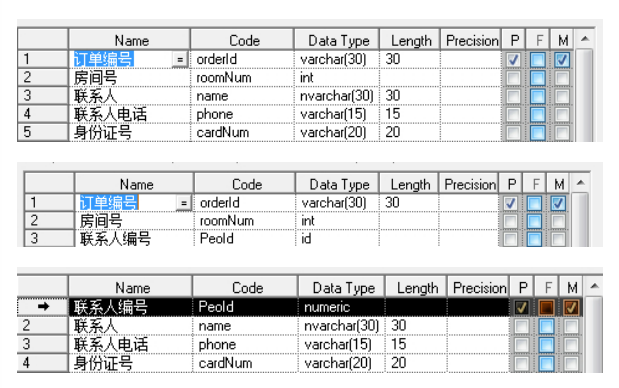 Name Code Data Type Length Precision P F M
1 订单编号 = orderId varchar(30) 30
2 房间号 roomNum int
3 联系人 name nvarchar(30) 30
4 联系人电话 phone varchar(15) 15
5 身份证号 cardNum varchar(20) 20
Name Code Data Type Length Precision P F M
1 订单编号 = orderId varchar(30) 30
2 房间号 roomNum int
3 联系人编号 PeoId id
Name Code Data Type Length Precision P F M
联系人编号 PeoId numeric
2 联系人 name nvarchar(30) 30
3 联系人电话 phone varchar(15) 15
4 身份证号 cardNum varchar(20) 20